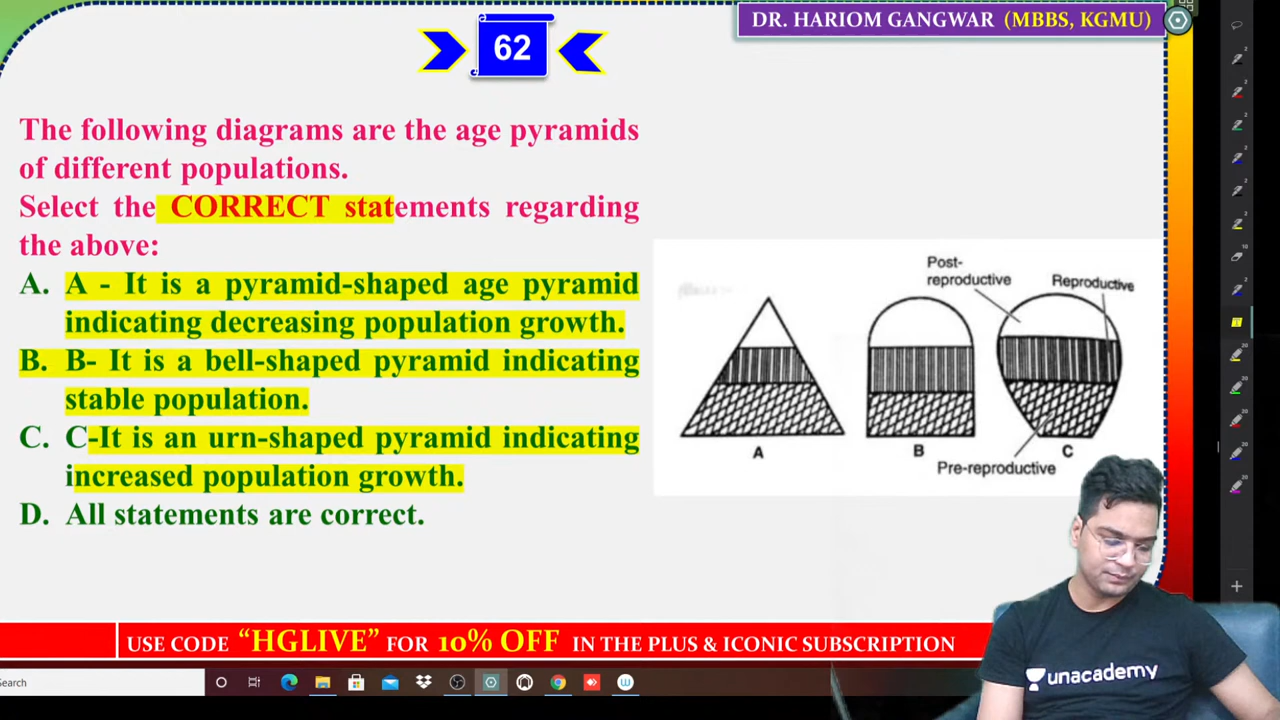 62
DR. HARIOM GANGWAR (MBBS, KGMU)
The following diagrams are the age pyramids
of different populations.
Select the CORRECT statements regarding
the above:
A. A - It is a pyramid-shaped age pyramid
indicating decreasing population growth.
B. B- It is a bell-shaped pyramid indicating
stable population.
C. C-It is an urn-shaped pyramid indicating
increased population growth.
D. All statements are correct.
Post-
reproductive
Reproductive
A
B
C
Pre-reproductive
unacademy
USE CODE “HGLIVE” FOR 10% OFF IN THE PLUS & ICONIC SUBSCRIPTION
Search